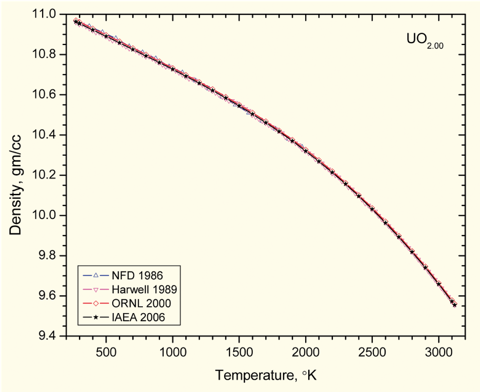 UO2.00
11.0
10.8
10.6
10.4
10.2
10.0
9.8
9.6
9.4
Density, gm/cc
NFD 1986
Harwell 1989
ORNL 2000
IAEA 2006
500 1000 1500 2000 2500 3000
Temperature, °K